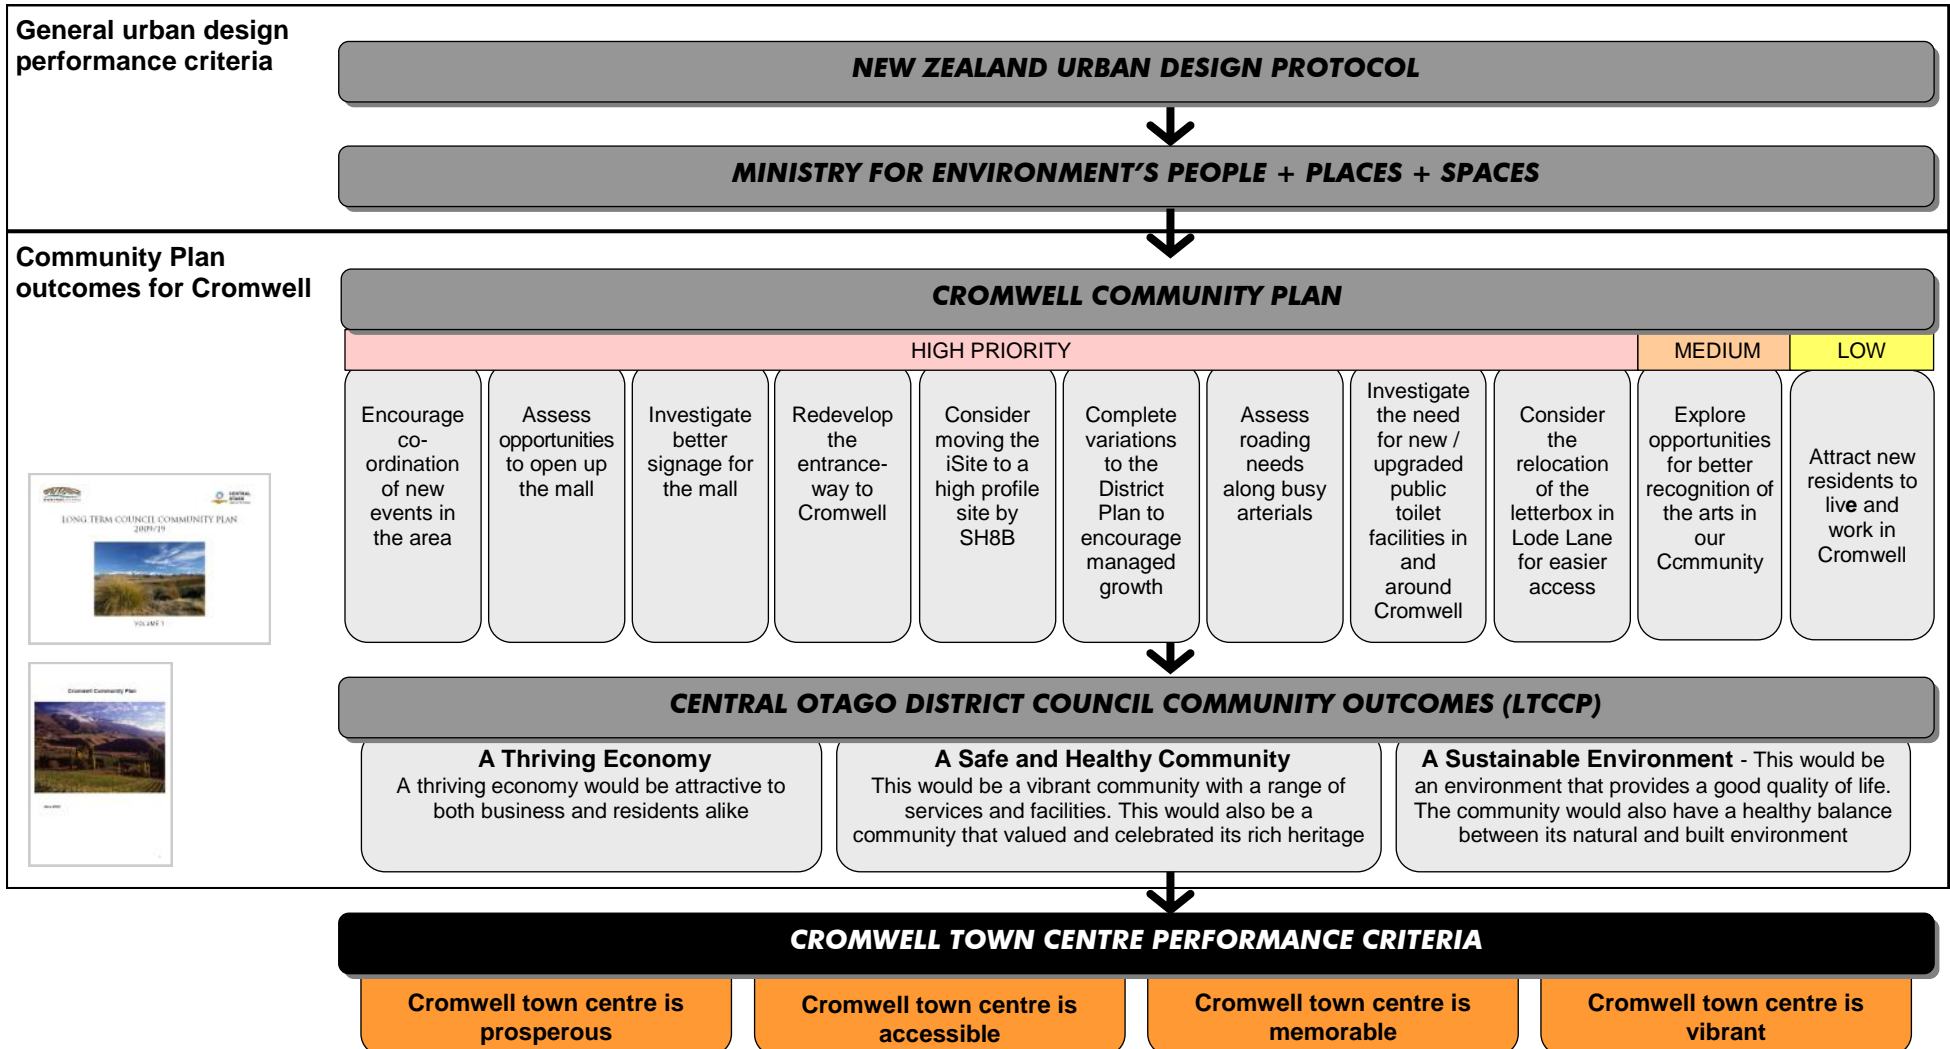 General urban design
performance criteria
NEW ZEALAND URBAN DESIGN PROTOCOL
MINISTRY FOR ENVIRONMENT'S PEOPLE + PLACES + SPACES
Community Plan
outcomes for Cromwell
CROMWELL COMMUNITY PLAN
HIGH PRIORITY
MEDIUM
LOW
Encourage
co-
ordination
of new
events in
the area
Assess
opportunities
to open up
the mall
Investigate
better
signage for
the mall
Redevelop
the
entrance-
way to
Cromwell
Consider
moving the
iSite to a
high profile
site by
SH8B
Complete
variations
to the
District
Plan to
encourage
managed
growth
Assess
roading
needs
along busy
arterials
Investigate
the need
for new /
upgraded
public
toilet
facilities in
and
around
Cromwell
Consider
the
relocation
of the
letterbox in
Lode Lane
for easier
access
Explore
opportunities
for better
recognition of
the arts in
our
Ccmmunity
Attract new
residents to
live and
work in
Cromwell
LONG TERM COUNCIL COMMUNITY PLAN
2009/19
VOLUME 1
Cromwell Community Plan
CENTRAL OTAGO DISTRICT COUNCIL COMMUNITY OUTCOMES (LTCCP)
A Thriving Economy
A thriving economy would be attractive to
both business and residents alike
A Safe and Healthy Community
This would be a vibrant community with a range of
services and facilities. This would also be a
community that valued and celebrated its rich heritage
A Sustainable Environment - This would be
an environment that provides a good quality of life.
The community would also have a healthy balance
between its natural and built environment
CROMWELL TOWN CENTRE PERFORMANCE CRITERIA
Cromwell town centre is
prosperous
Cromwell town centre is
accessible
Cromwell town centre is
memorable
Cromwell town centre is
vibrant